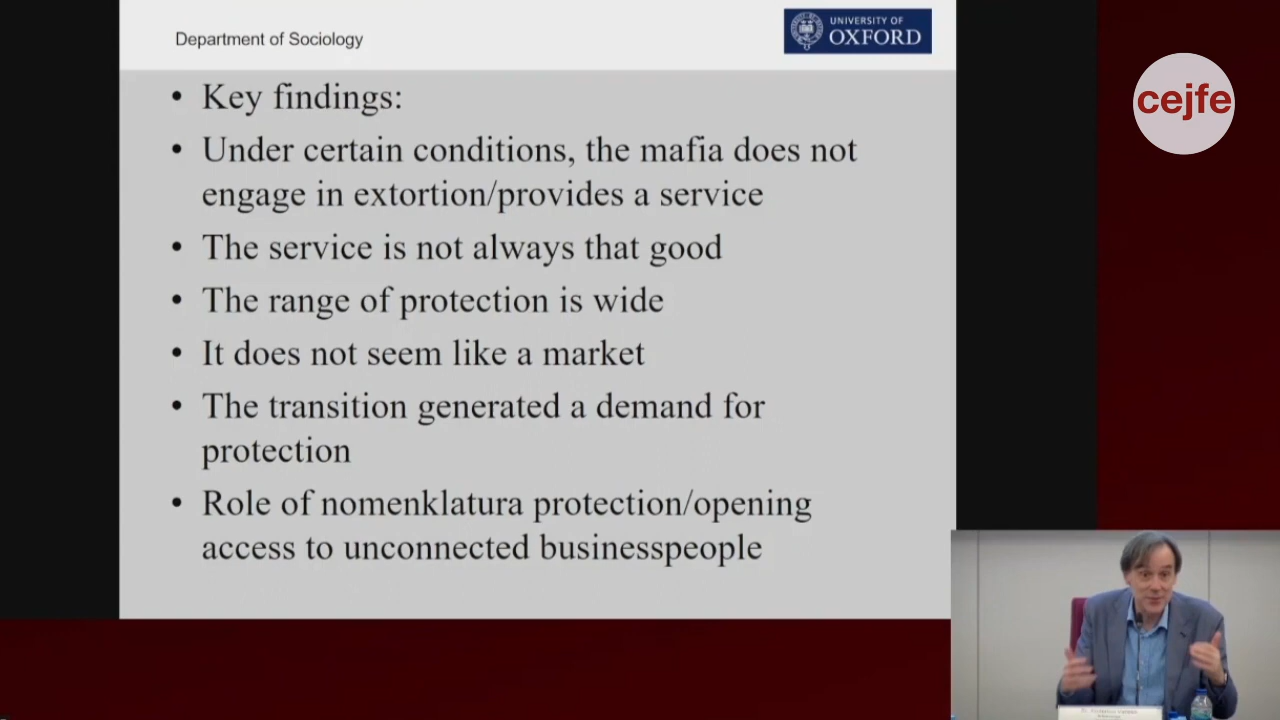 Department of Sociology
UNIVERSITY OF
OXFORD
cejfe
• Key findings:
• Under certain conditions, the mafia does not
engage in extortion/provides a service
• The service is not always that good
• The range of protection is wide
• It does not seem like a market
• The transition generated a demand for
protection
• Role of nomenklatura protection/opening
access to unconnected businesspeople